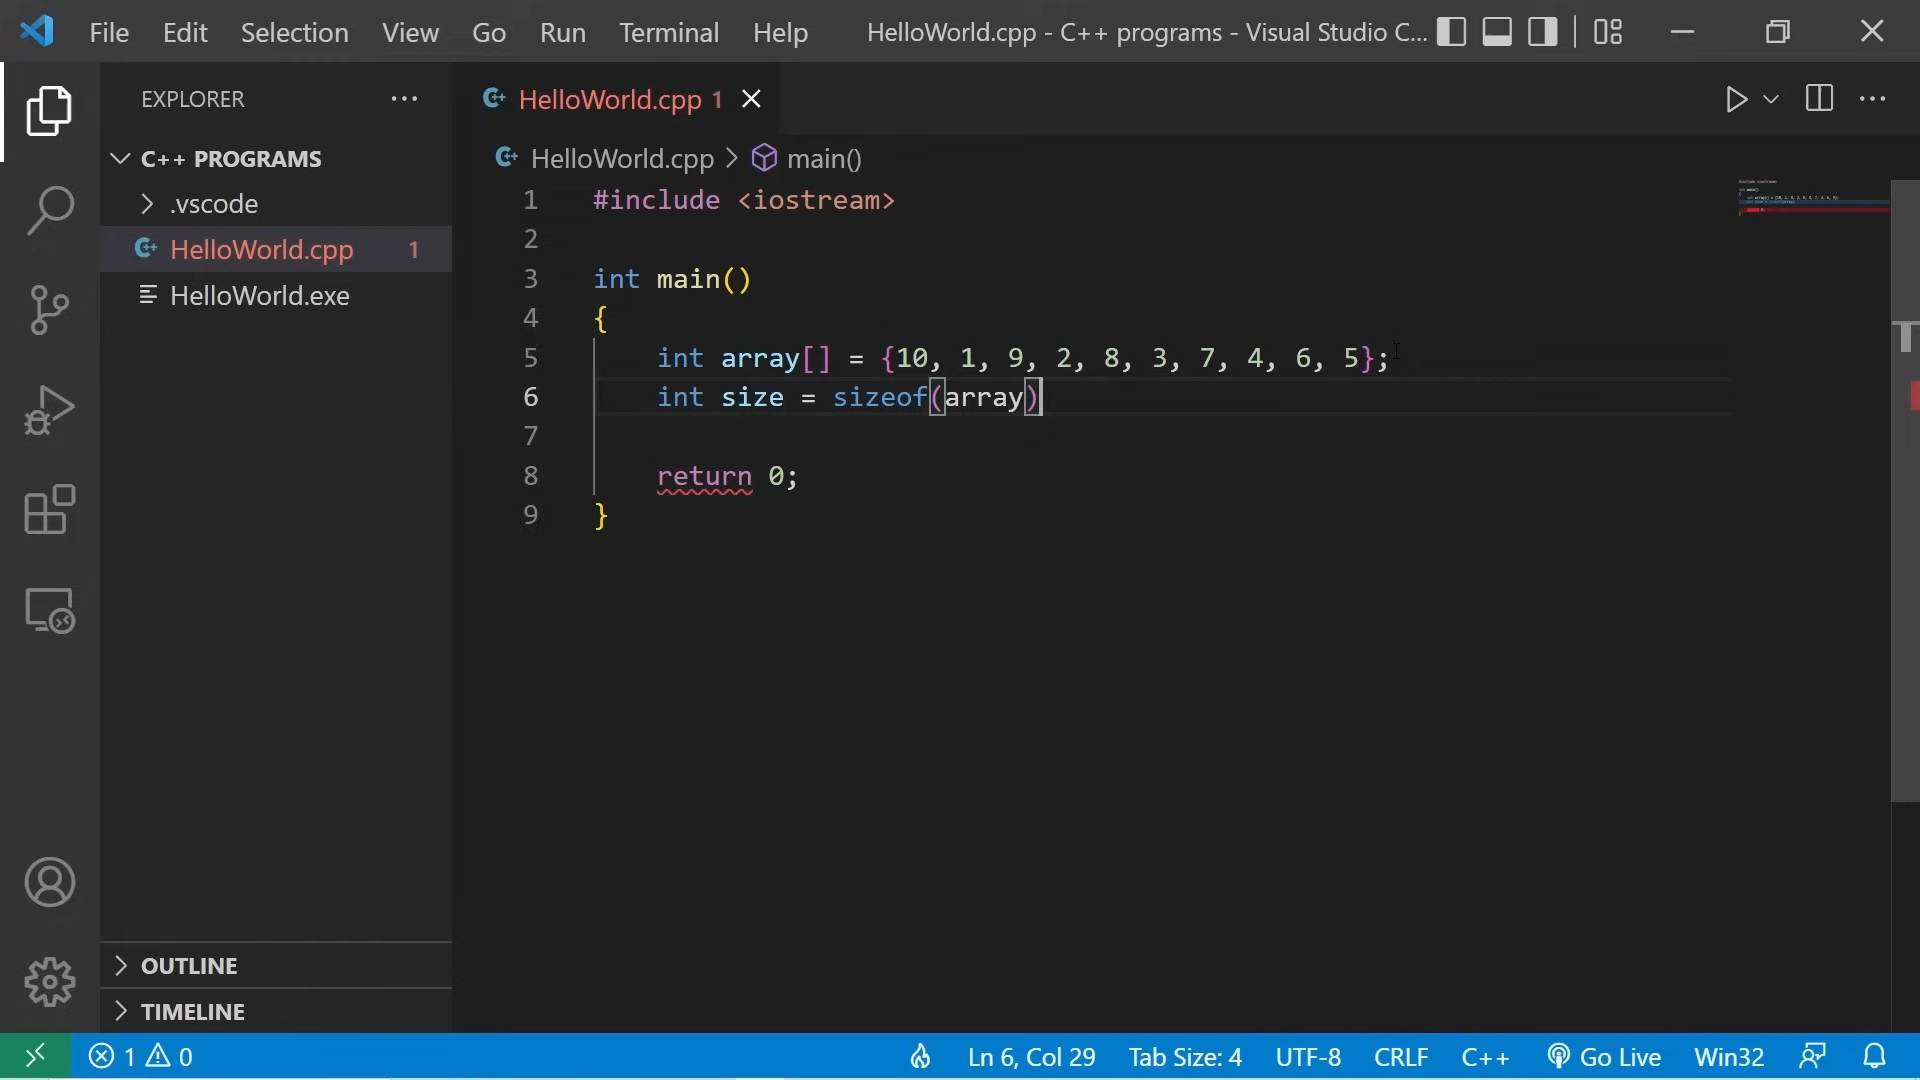 File Edit Selection View Go Run Terminal Help HelloWorld.cpp - C++ programs - Visual Studio C...
EXPLORER
C++ PROGRAMS
.vscode
HelloWorld.cpp 1
HelloWorld.exe
OUTLINE
TIMELINE
HelloWorld.cpp 1
HelloWorld.cpp > main()
1 #include <iostream>
2
3 int main()
4 {
5 int array[] = {10, 1, 9, 2, 8, 3, 7, 4, 6, 5};
6 int size = sizeof(array)
7
8 return 0;
9 }
1 0 Ln 6, Col 29 Tab Size: 4 UTF-8 CRLF C++ Go Live Win32